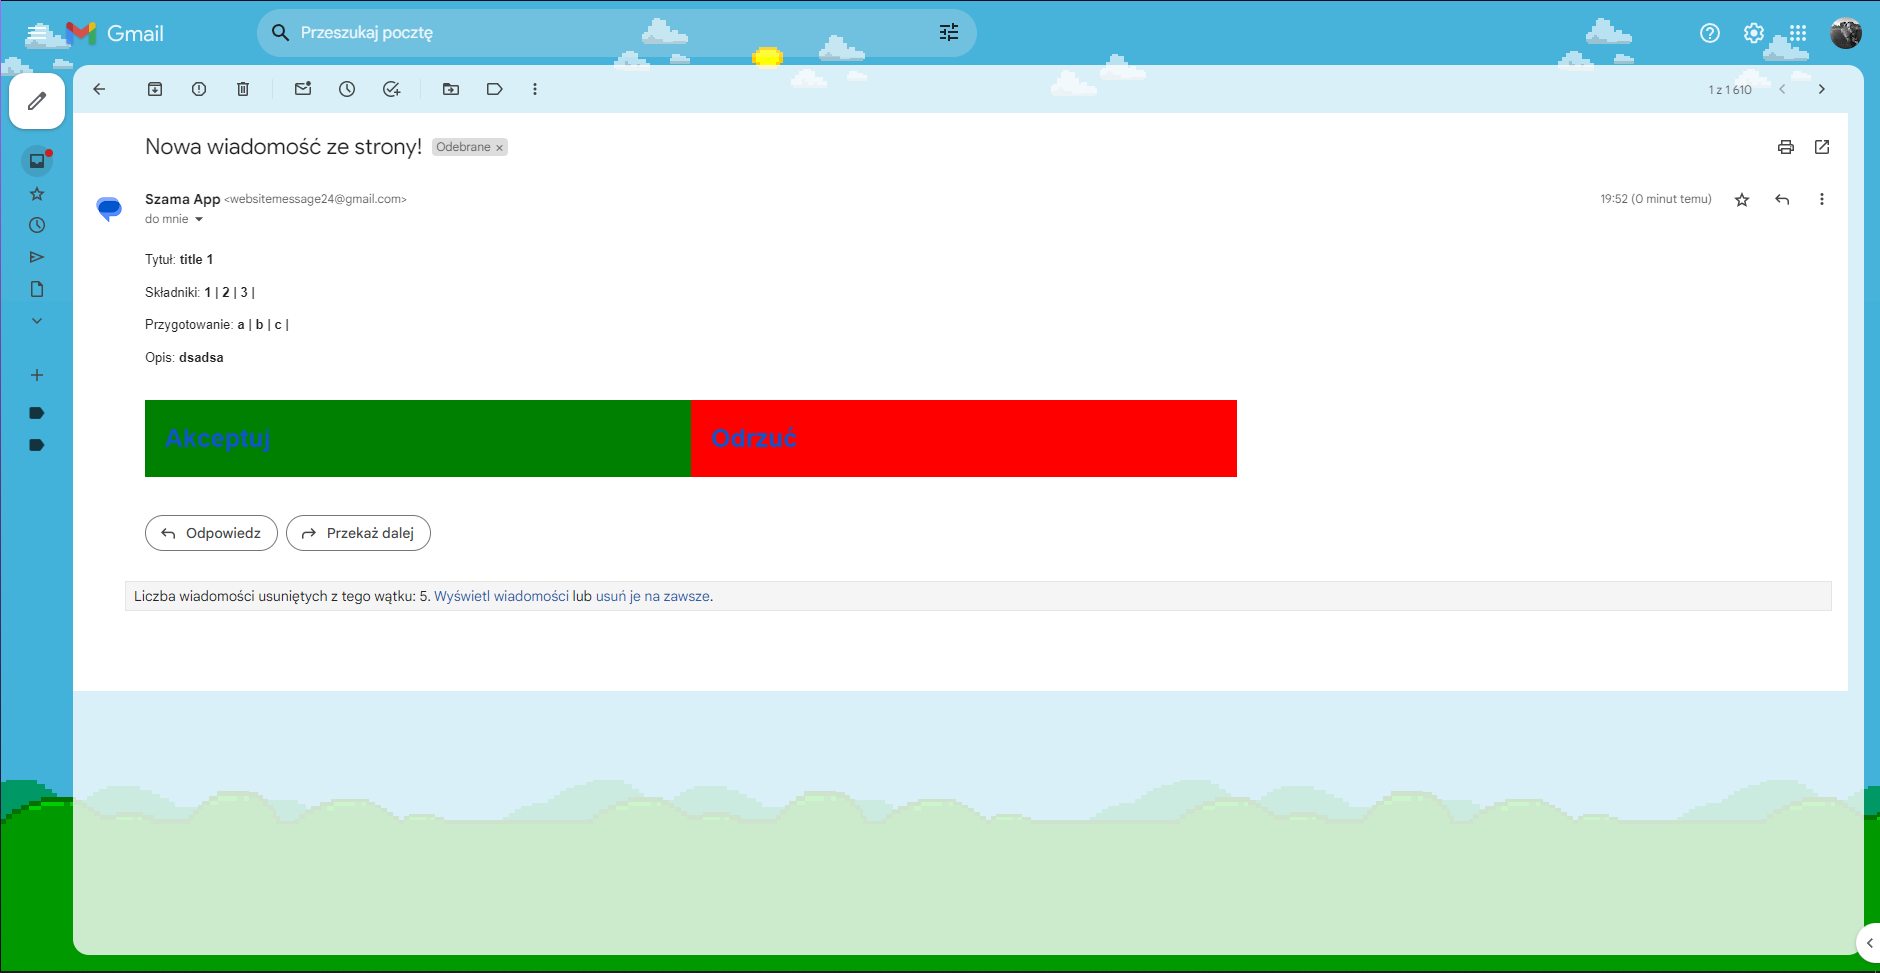 Gmail
Przeszukaj pocztę
1 z 1 610
Nowa wiadomość ze strony! Odebrane ×
Szama App <websitemessage24@gmail.com>
19:52 (0 minut temu)
do mnie
Tytuł: title 1
Składniki: 1 | 2 | 3 |
Przygotowanie: a | b | c |
Opis: dsadsa
Akceptuj Odrzuć
Odpowiedz Przekaż dalej
Liczba wiadomości usuniętych z tego wątku: 5. Wyświetl wiadomości lub usuń je na zawsze.